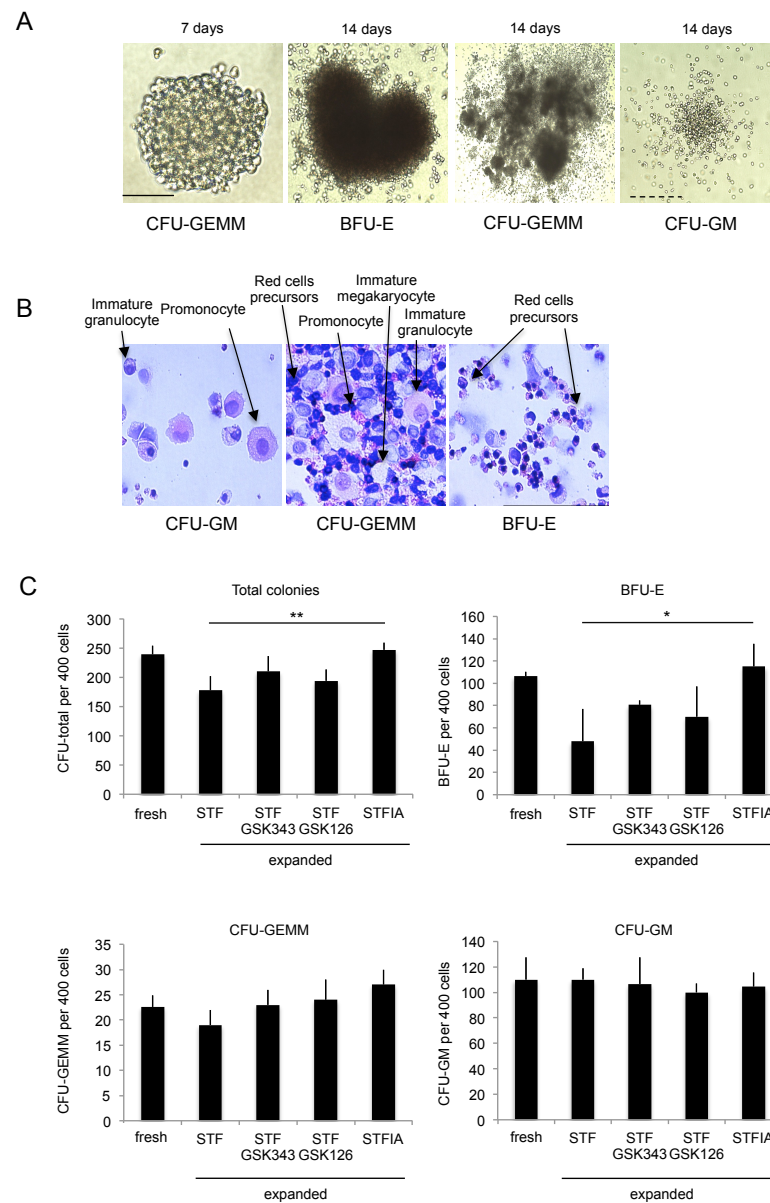 A
7 days
14 days
14 days
14 days
CFU-GEMM
BFU-E
CFU-GEMM
CFU-GM
B
Immature
granulocyte
Promonocyte
Red cells
precursors
Promonocyte
Immature
megakaryocyte
Immature
granulocyte
Red cells
precursors
CFU-GM
CFU-GEMM
BFU-E
C
Total colonies
**
CFU-total per 400 cells
300
250
200
150
100
50
0
fresh
STF
STF
GSK343
STF
GSK126
STFIA
expanded
BFU-E
*
BFU-E per 400 cells
160
140
120
100
80
60
40
20
0
fresh
STF
STF
GSK343
STF
GSK126
STFIA
expanded
CFU-GEMM
CFU-GEMM per 400 cells
35
30
25
20
15
10
5
0
fresh
STF
STF
GSK343
STF
GSK126
STFIA
expanded
CFU-GM
CFU-GM per 400 cells
140
120
100
80
60
40
20
0
fresh
STF
STF
GSK343
STF
GSK126
STFIA
expanded